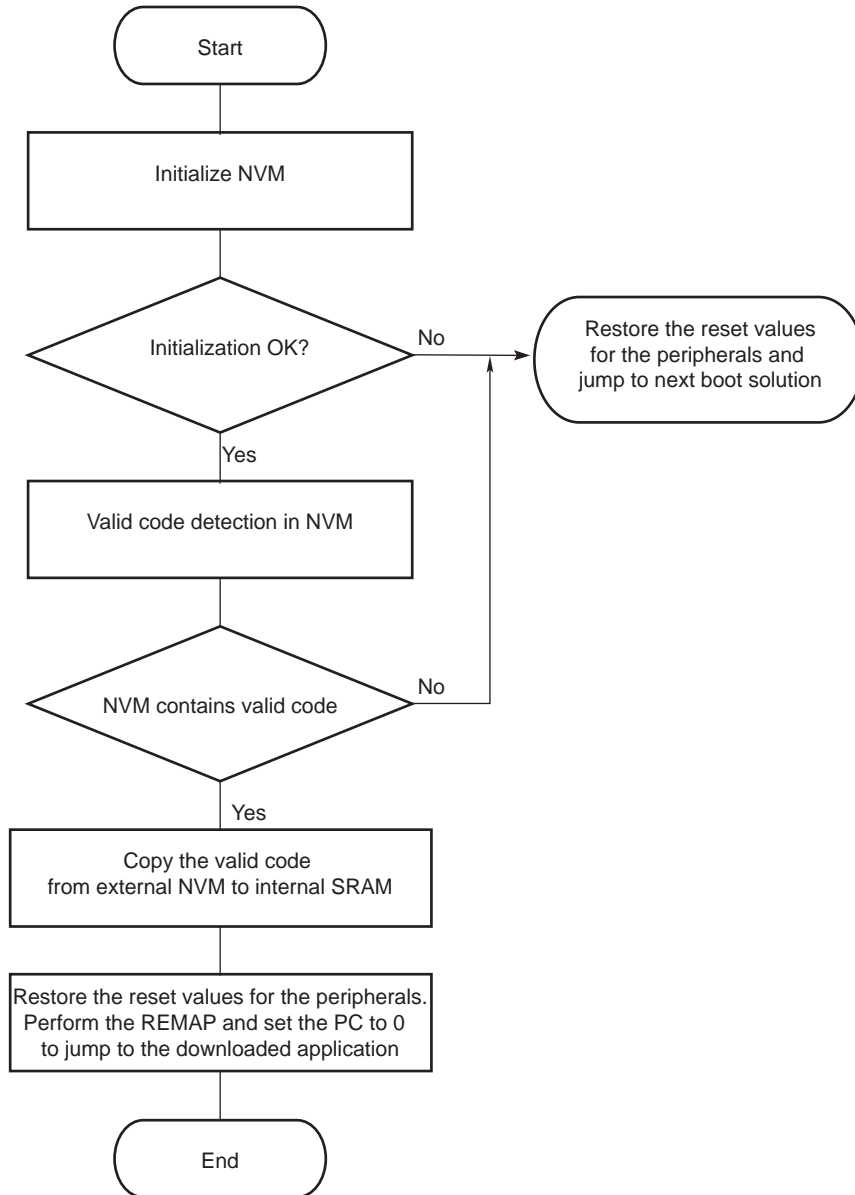 Start
Initialize NVM
Initialization OK?
No
Restore the reset values
for the peripherals and
jump to next boot solution
Yes
Valid code detection in NVM
NVM contains valid code
No
Yes
Copy the valid code
from external NVM to internal SRAM
Restore the reset values for the peripherals.
Perform the REMAP and set the PC to 0
to jump to the downloaded application
End